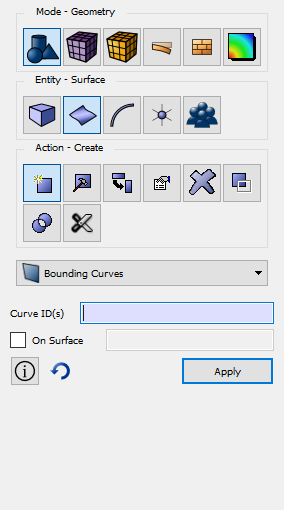 Mode - Geometry
Entity - Surface
Action - Create
Bounding Curves
Curve ID(s)
On Surface
Apply